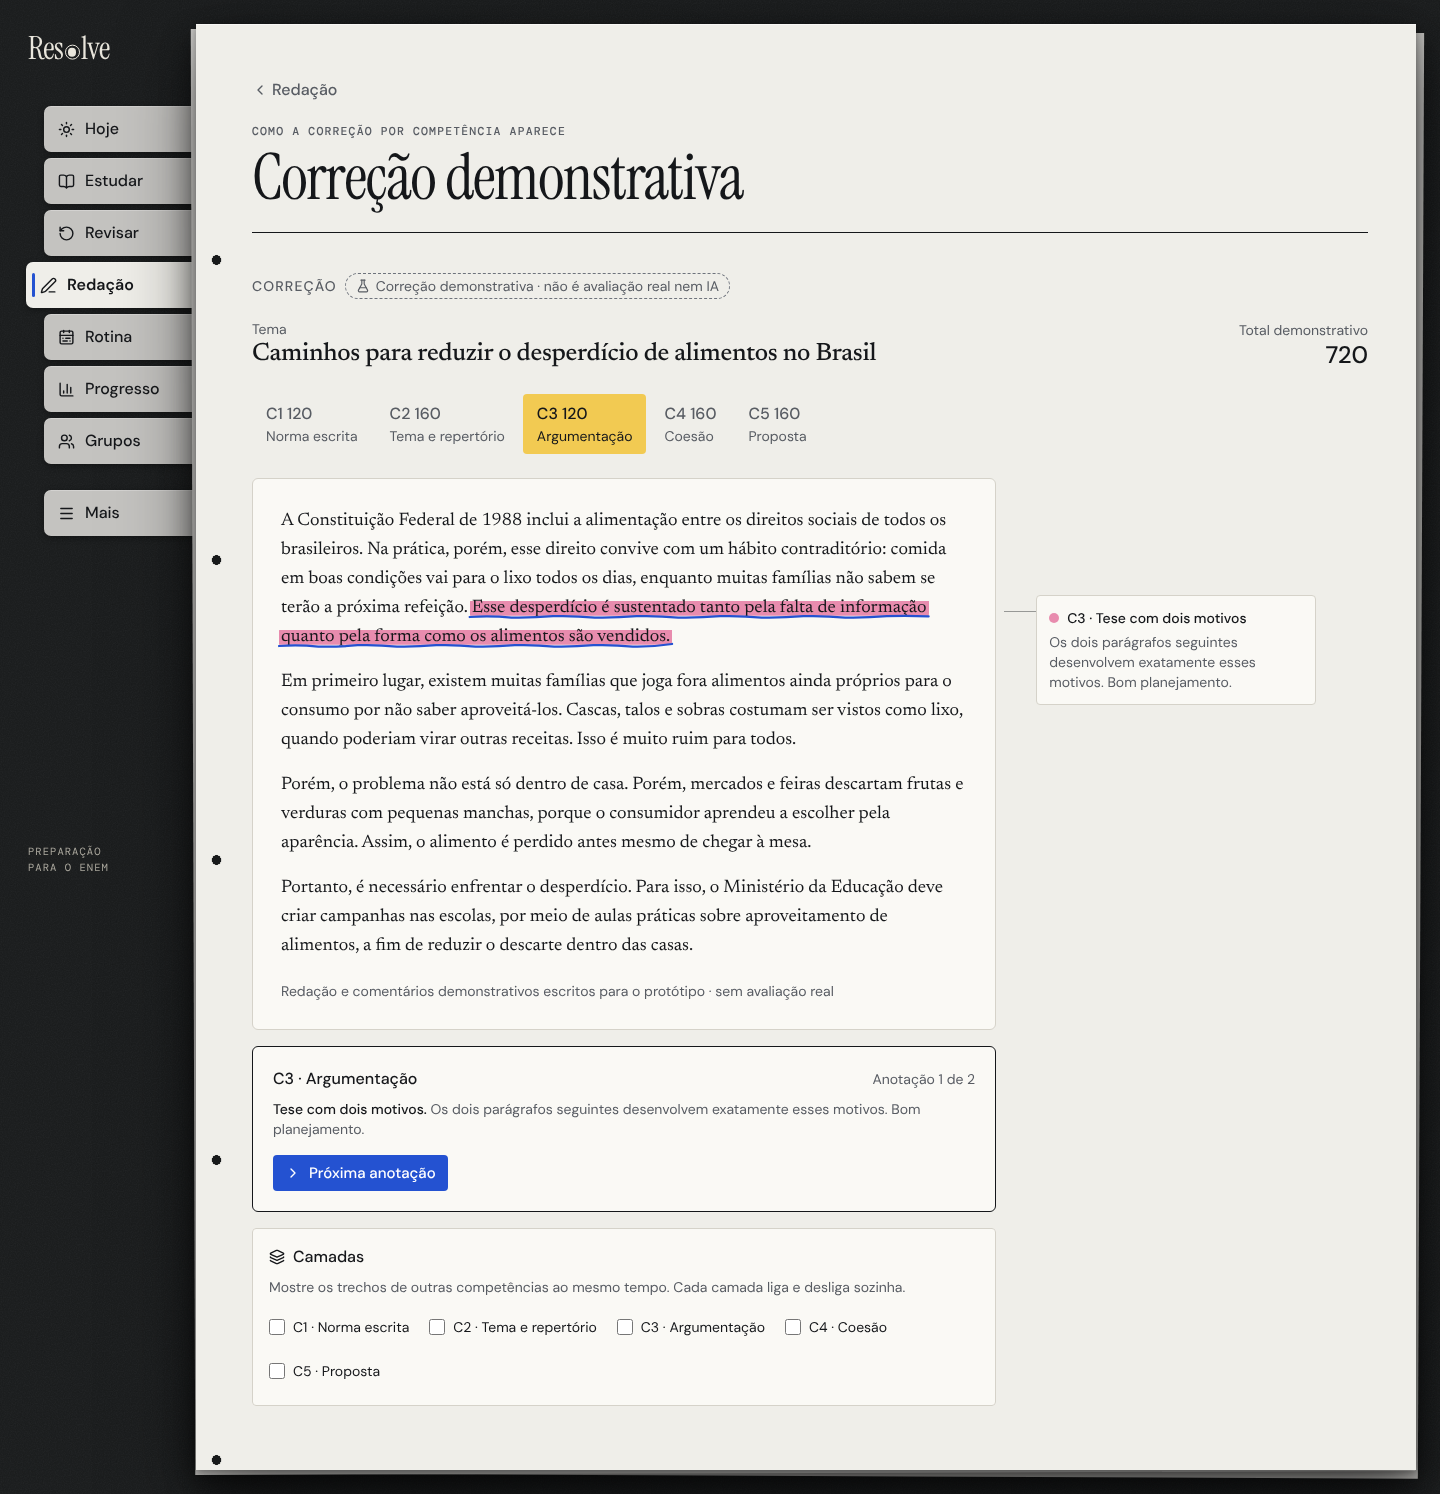 Resolve
Hoje
Estudar
Revisar
Redação
Rotina
Progresso
Grupos
Mais
PREPARAÇÃO
PARA O ENEM
Redação
COMO A CORREÇÃO POR COMPETÊNCIA APARECE
Correção demonstrativa
CORREÇÃO
Correção demonstrativa · não é avaliação real nem IA
Tema
Caminhos para reduzir o desperdício de alimentos no Brasil
Total demonstrativo
720
C1 120
Norma escrita
C2 160
Tema e repertório
C3 120
Argumentação
C4 160
Coesão
C5 160
Proposta
A Constituição Federal de 1988 inclui a alimentação entre os direitos sociais de todos os
brasileiros. Na prática, porém, esse direito convive com um hábito contraditório: comida
em boas condições vai para o lixo todos os dias, enquanto muitas famílias não sabem se
terão a próxima refeição. Esse desperdício é sustentado tanto pela falta de informação
quanto pela forma como os alimentos são vendidos.
Em primeiro lugar, existem muitas famílias que joga fora alimentos ainda próprios para o
consumo por não saber aproveitá-los. Cascas, talos e sobras costumam ser vistos como lixo,
quando poderiam virar outras receitas. Isso é muito ruim para todos.
Porém, o problema não está só dentro de casa. Porém, mercados e feiras descartam frutas e
verduras com pequenas manchas, porque o consumidor aprendeu a escolher pela
aparência. Assim, o alimento é perdido antes mesmo de chegar à mesa.
Portanto, é necessário enfrentar o desperdício. Para isso, o Ministério da Educação deve
criar campanhas nas escolas, por meio de aulas práticas sobre aproveitamento de
alimentos, a fim de reduzir o descarte dentro das casas.
Redação e comentários demonstrativos escritos para o protótipo · sem avaliação real
C3 · Tese com dois motivos
Os dois parágrafos seguintes
desenvolvem exatamente esses
motivos. Bom planejamento.
C3 · Argumentação
Anotação 1 de 2
Tese com dois motivos. Os dois parágrafos seguintes desenvolvem exatamente esses motivos. Bom
planejamento.
Próxima anotação
Camadas
Mostre os trechos de outras competências ao mesmo tempo. Cada camada liga e desliga sozinha.
C1 · Norma escrita
C2 · Tema e repertório
C3 · Argumentação
C4 · Coesão
C5 · Proposta